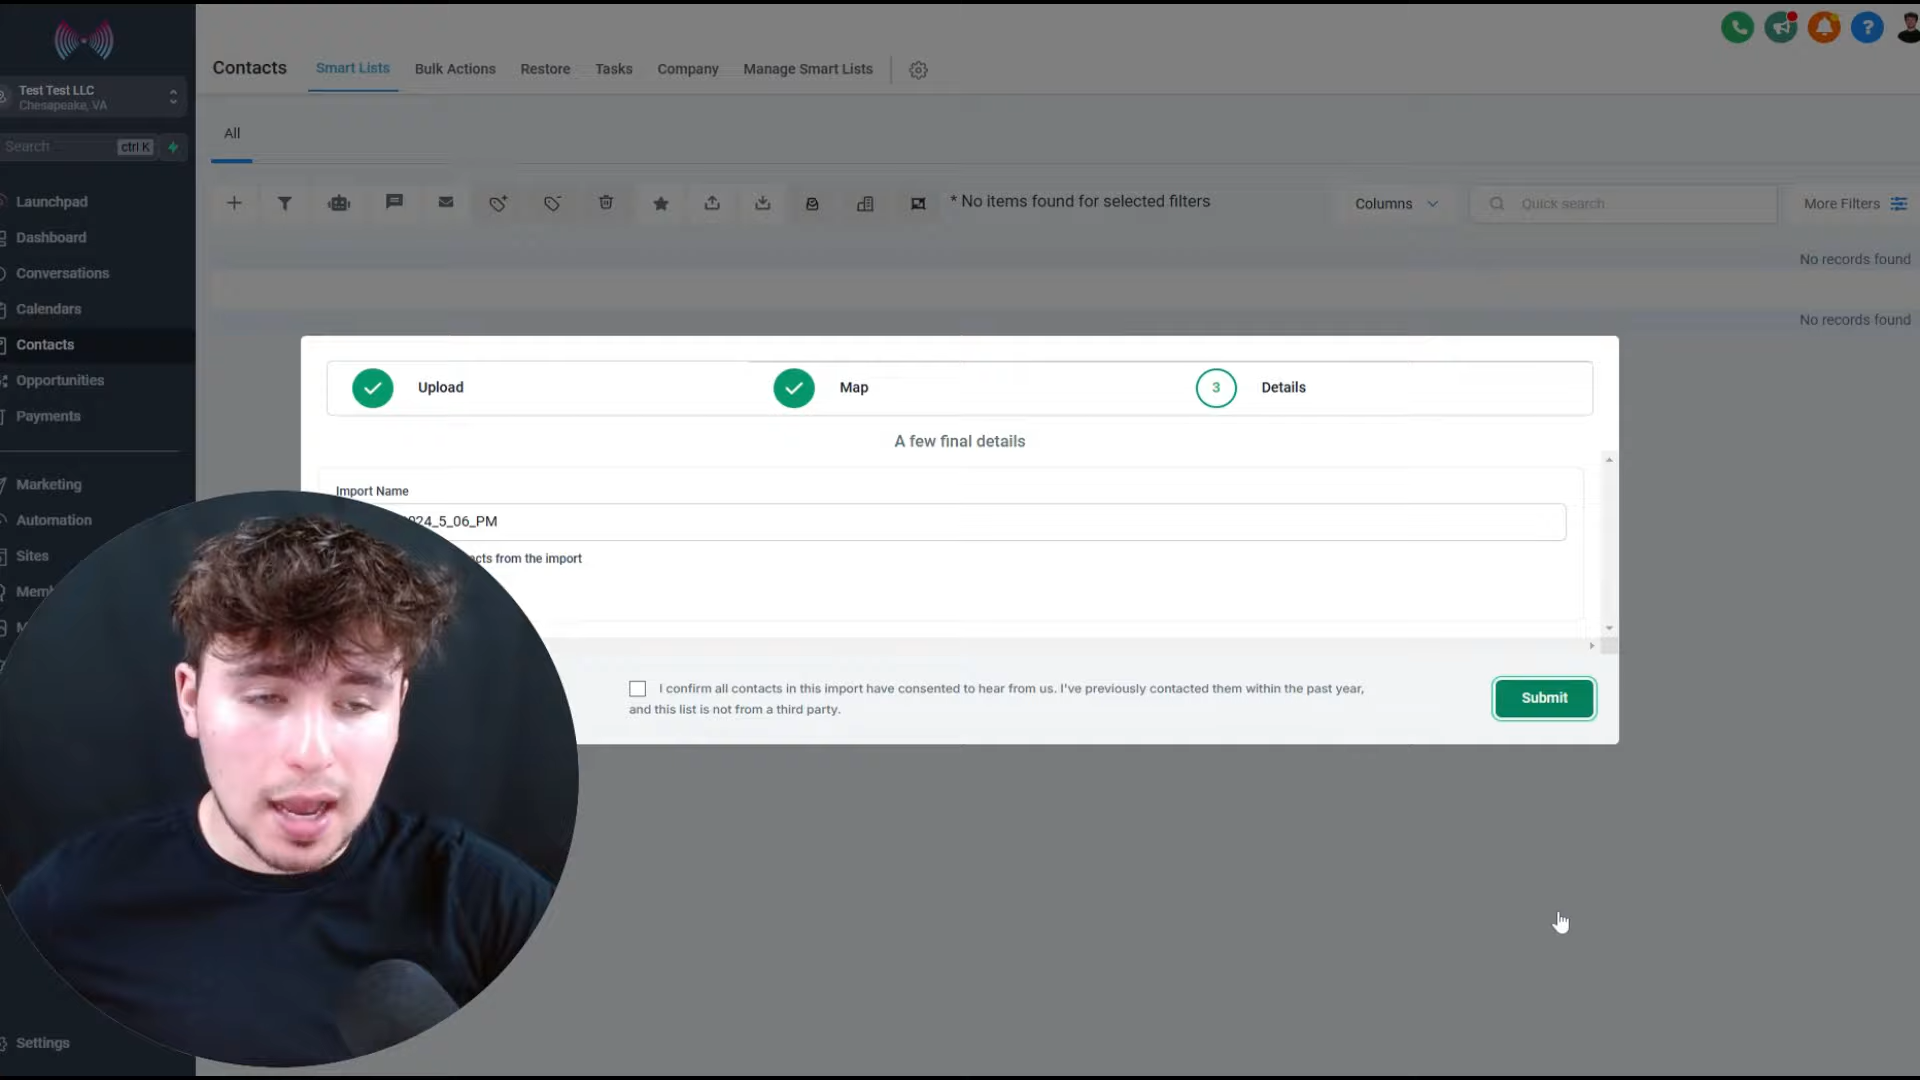 Test Test LLC
Chesapeake, VA
Search
ctrl K
Launchpad
Dashboard
Conversations
Calendars
Contacts
Opportunities
Payments
Marketing
Automation
Sites
Settings
Contacts
Smart Lists
Bulk Actions
Restore
Tasks
Company
Manage Smart Lists
?
All
* No items found for selected filters
Columns
Quick search
More Filters
No records found
No records found
Upload
Map
3
Details
A few final details
Import Name
24_5_06_PM
from the import
I confirm all contacts in this import have consented to hear from us. I've previously contacted them within the past year,
and this list is not from a third party.
Submit